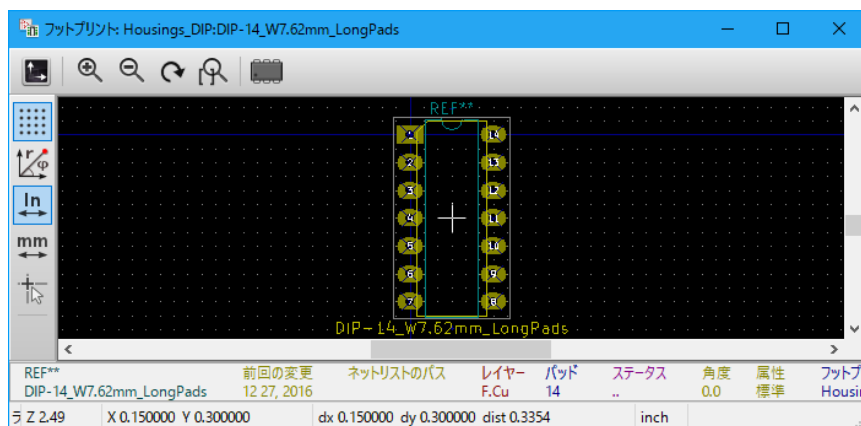 フットプリント: Housings_DIP:DIP-14_W7.62mm_LongPads
REF**
1 14
2 13
3 12
4 11
5 10
6 9
7 8
DIP-14_W7.62mm_LongPads
In
mm
REF** 前回の変更 ネットリストのパス レイヤー パッド ステータス 角度 属性 フットプ
DIP-14_W7.62mm_LongPads 12 27, 2016 F.Cu 14 .. 0.0 標準 Housi
ラ Z 2.49 X 0.150000 Y 0.300000 dx 0.150000 dy 0.300000 dist 0.3354 inch